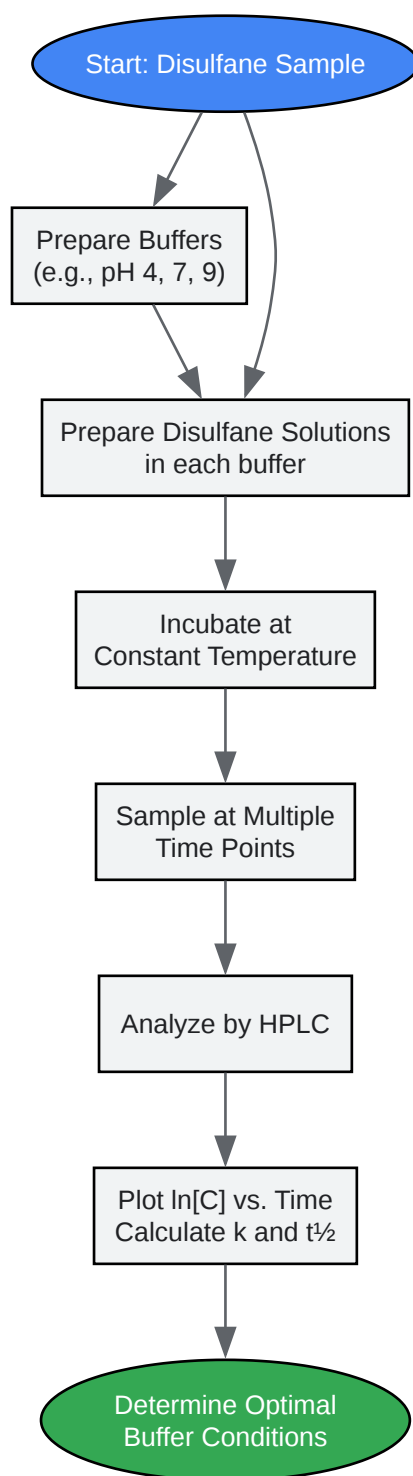 Start: Disulfane Sample
Prepare Buffers
(e.g., pH 4, 7, 9)
Prepare Disulfane Solutions
in each buffer
Incubate at
Constant Temperature
Sample at Multiple
Time Points
Analyze by HPLC
Plot ln[C] vs. Time
Calculate k and t½
Determine Optimal
Buffer Conditions